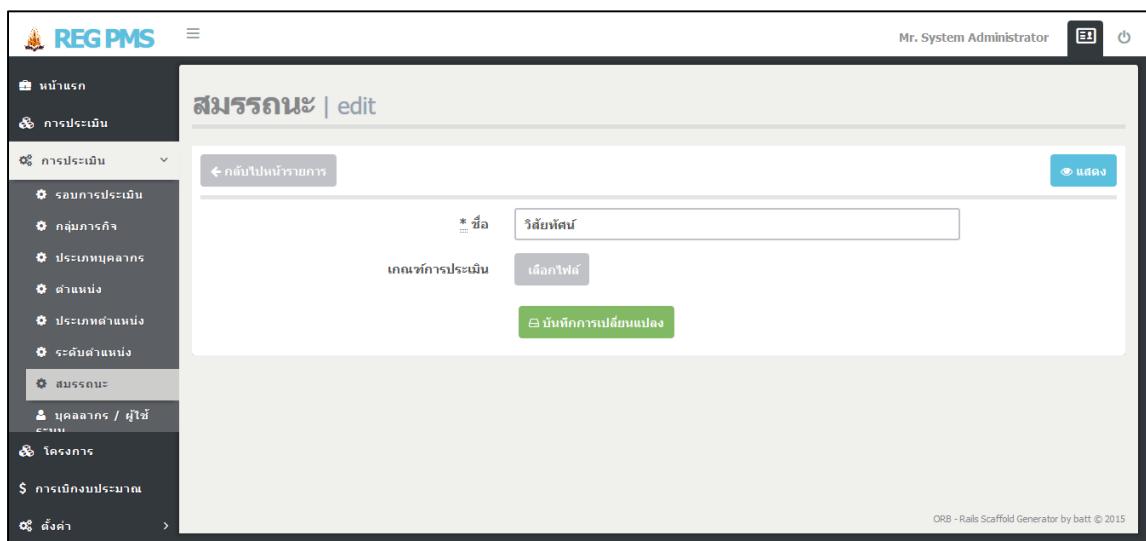 REG PMS
Mr. System Administrator
หน้าแรก
การประเมิน
การประเมิน
รอบการประเมิน
กลุ่มภารกิจ
ประเภทบุคลากร
ตำแหน่ง
ประเภทตำแหน่ง
ระดับตำแหน่ง
สมรรถนะ
บุคลลากร / ผู้ใช้
ระบบ
โครงการ
$ การเบิกงบประมาณ
ตั้งค่า
สมรรถนะ | edit
กลับไปหน้ารายการ
แสดง
* ชื่อ
วิสัยทัศน์
เกณฑ์การประเมิน
เลือกไฟล์
บันทึกการเปลี่ยนแปลง
ORB - Rails Scaffold Generator by batt © 2015